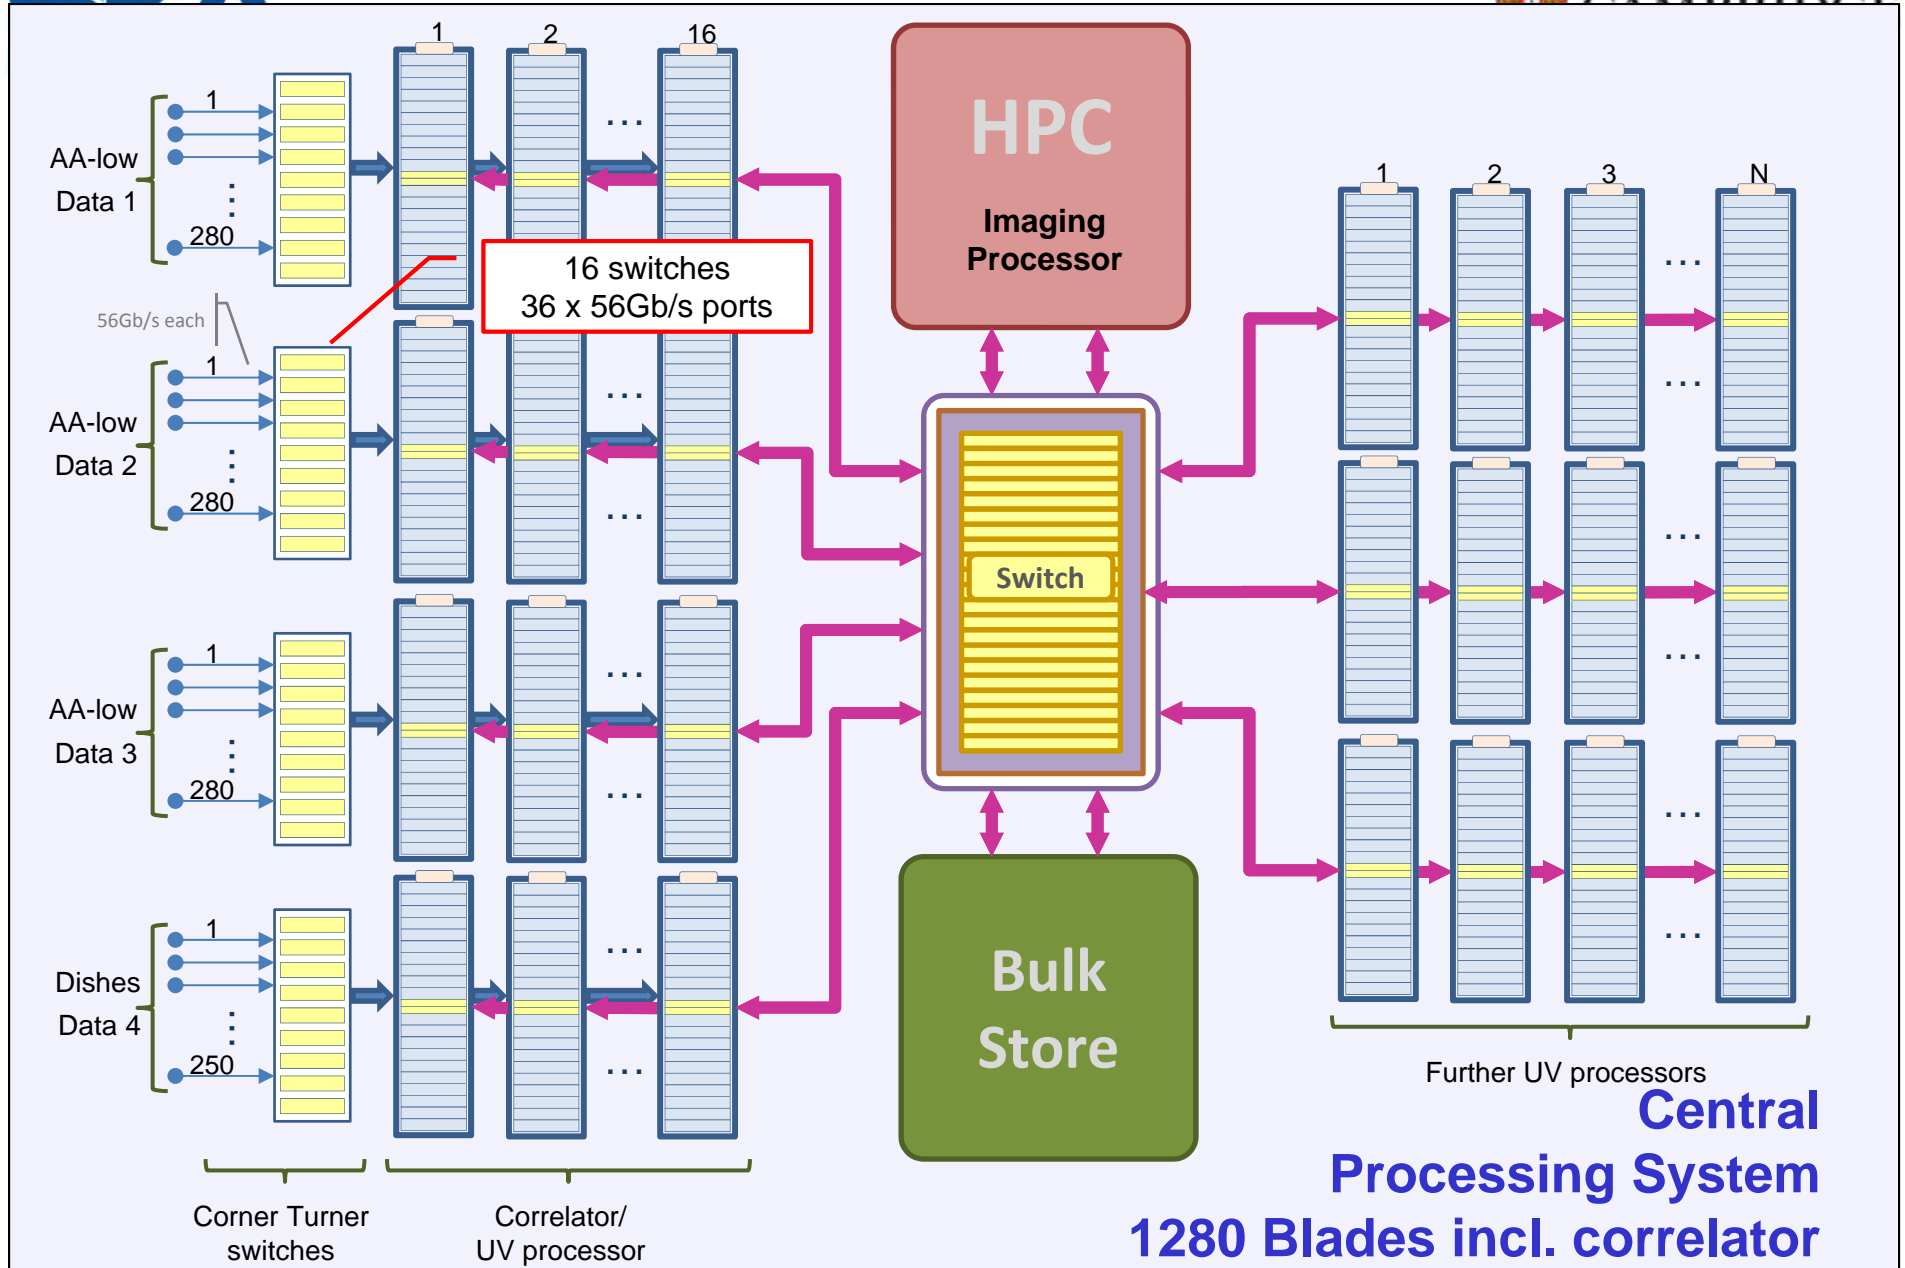 1
2
16
AA-low
Data 1
1
280
56Gb/s each
16 switches
36 x 56Gb/s ports
AA-low
Data 2
1
280
AA-low
Data 3
1
280
Dishes
Data 4
1
250
Corner Turner
switches
Correlator/
UV processor
HPC
Imaging
Processor
Switch
Bulk
Store
1
2
3
N
Further UV processors
Central
Processing System
1280 Blades incl. correlator